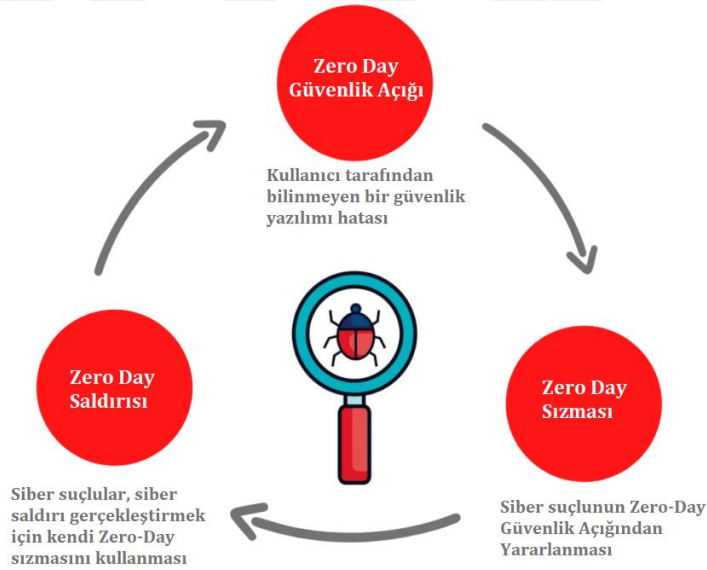 Zero Day
Güvenlik Açığı
Kullanıcı tarafından
bilinmeyen bir güvenlik
yazılımı hatası
Zero Day
Sızması
Siber suçlunun Zero-Day
Güvenlik Açığından
Yararlanması
Zero Day
Saldırısı
Siber suçlular, siber
saldırı gerçekleştirmek
için kendi Zero-Day
sızmasını kullanması